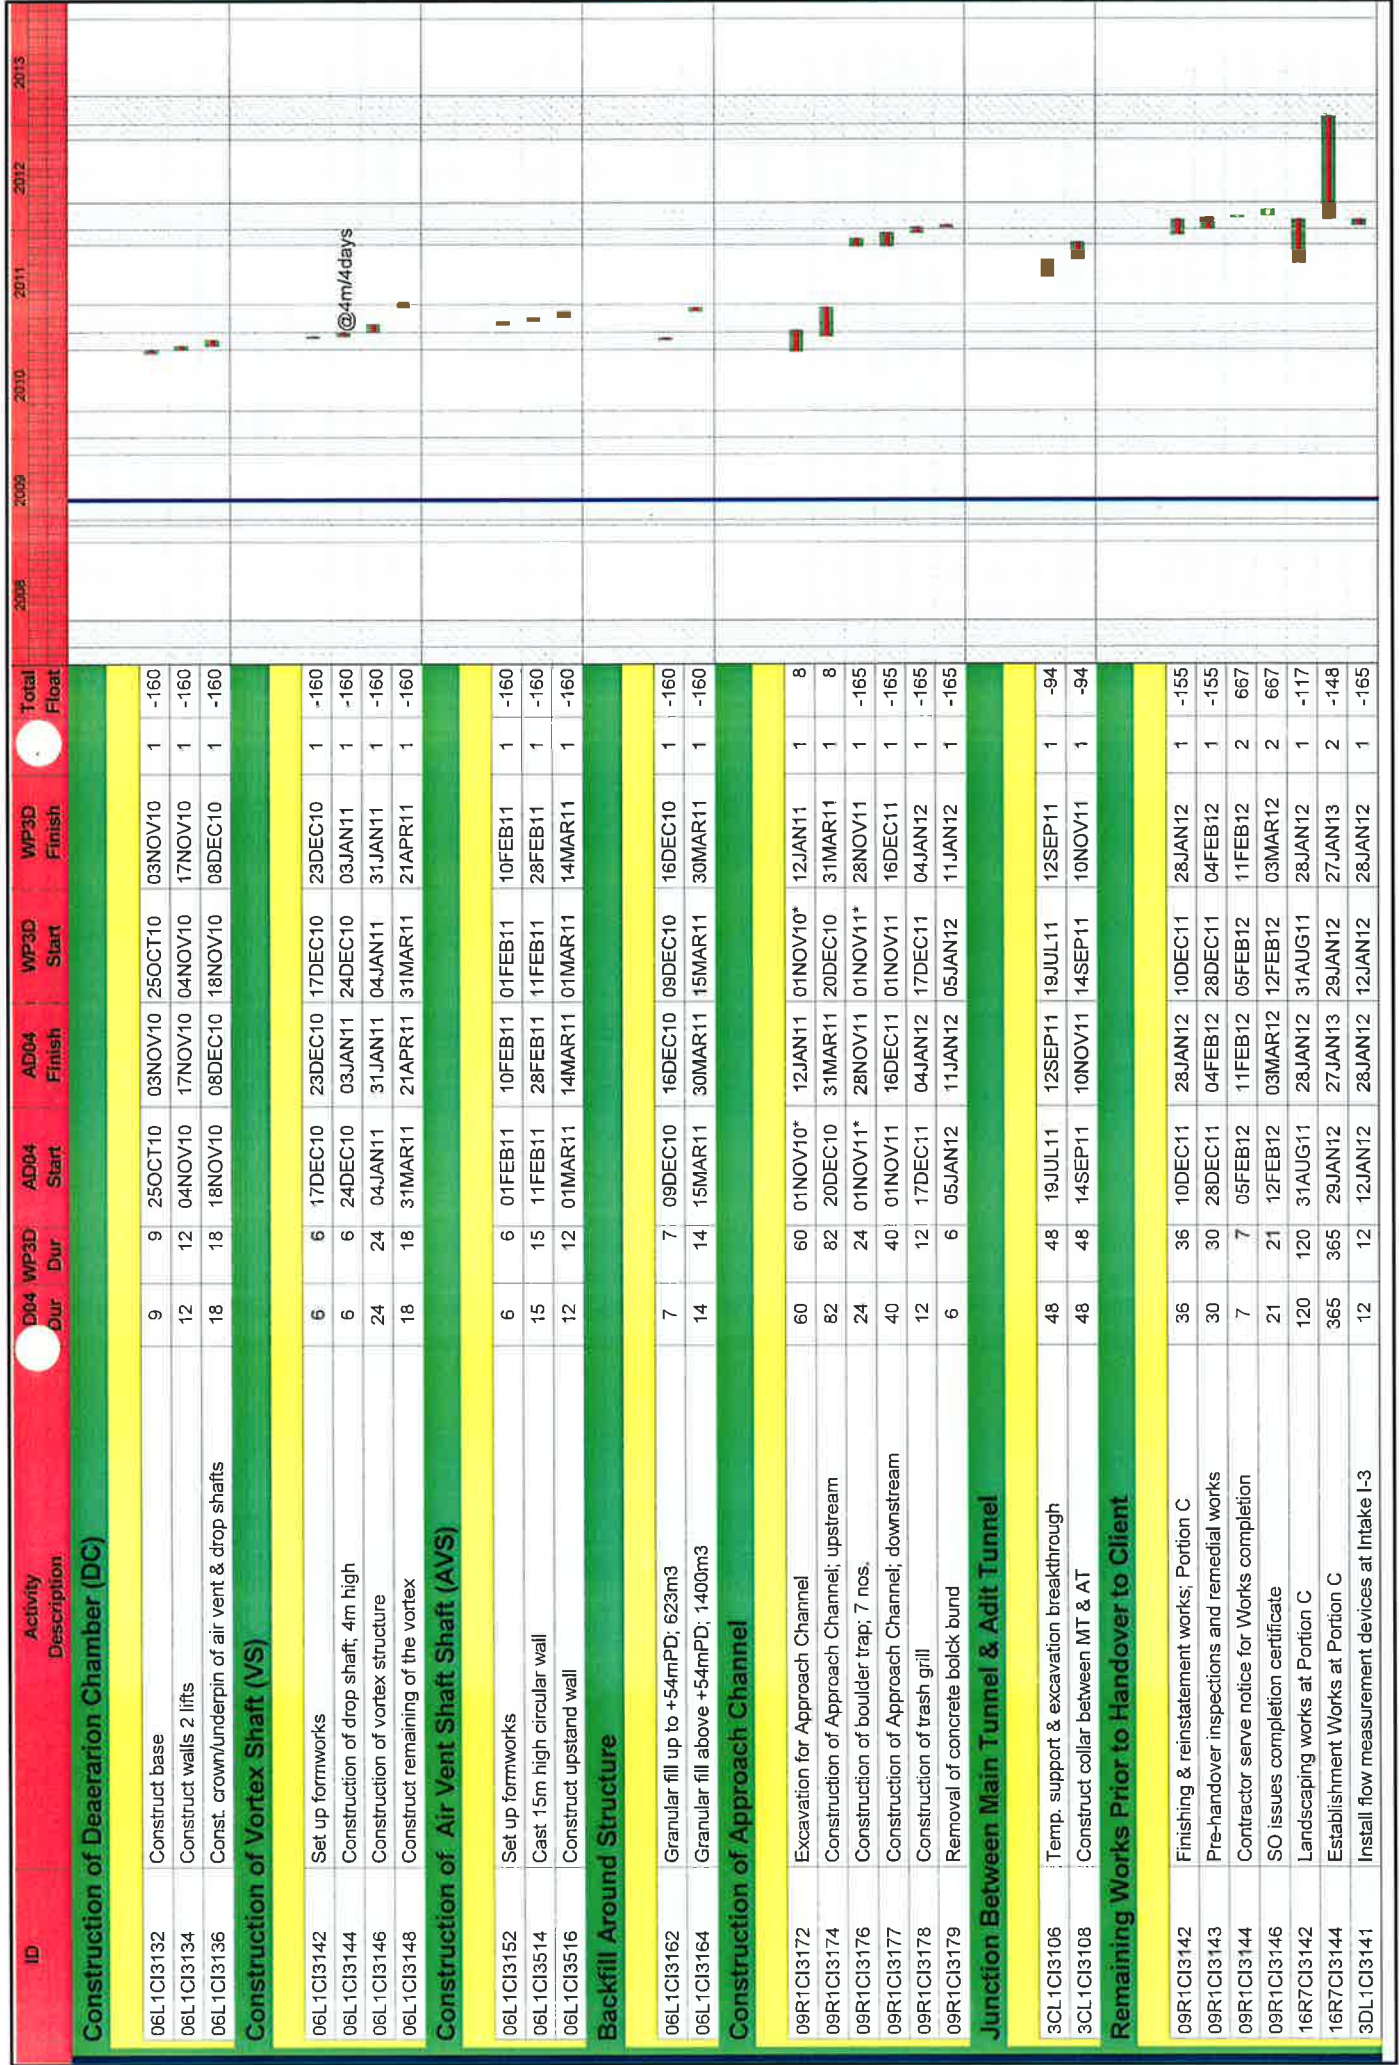 ID Activity Description D04 Dur WP3D Dur AD04 Start AD04 Finish WP3D Start WP3D Finish Total Float 2008 2009 2010 2011 2012 2013
Construction of Deaerarion Chamber (DC)
06L1CI3132 Construct base 9 9 25OCT10 03NOV10 25OCT10 03NOV10 1 -160
06L1CI3134 Construct walls 2 lifts 12 12 04NOV10 17NOV10 04NOV10 17NOV10 1 -160
06L1CI3136 Const. crown/underpin of air vent & drop shafts 18 18 18NOV10 08DEC10 18NOV10 08DEC10 1 -160
Construction of Vortex Shaft (VS)
06L1CI3142 Set up formworks 6 6 17DEC10 23DEC10 17DEC10 23DEC10 1 -160
06L1CI3144 Construction of drop shaft; 4m high 6 6 24DEC10 03JAN11 24DEC10 03JAN11 1 -160 @4m/4days
06L1CI3146 Construction of vortex structure 24 24 04JAN11 31JAN11 04JAN11 31JAN11 1 -160
06L1CI3148 Construct remaining of the vortex 18 18 31MAR11 21APR11 31MAR11 21APR11 1 -160
Construction of Air Vent Shaft Shaft (AVS)
06L1CI3152 Set up formworks 6 6 01FEB11 10FEB11 01FEB11 10FEB11 1 -160
06L1CI3514 Cast 15m high circular wall 15 15 11FEB11 28FEB11 11FEB11 28FEB11 1 -160
06L1CI3516 Construct upstand wall 12 12 01MAR11 14MAR11 01MAR11 14MAR11 1 -160
Backfill Around Structure
06L1CI3162 Granular fill up to +54mPD; 623m3 7 7 09DEC10 16DEC10 09DEC10 16DEC10 1 -160
06L1CI3164 Granular fill above +54mPD; 1400m3 14 14 15MAR11 30MAR11 15MAR11 30MAR11 1 -160
Construction of Approach Channel
09R1CI3172 Excavation for Approach Channel 60 60 01NOV10* 12JAN11 01NOV10* 12JAN11 1 8
09R1CI3174 Construction of Approach Channel; upstream 82 82 20DEC10 31MAR11 20DEC10 31MAR11 1 8
09R1CI3176 Construction of boulder trap; 7 nos. 24 24 01NOV11* 28NOV11 01NOV11* 28NOV11 1 -165
09R1CI3177 Construction of Approach Channel; downstream 40 40 01NOV11 16DEC11 01NOV11 16DEC11 1 -165
09R1CI3178 Construction of trash grill 12 12 17DEC11 04JAN12 17DEC11 04JAN12 1 -165
09R1CI3179 Removal of concrete bolck bund 6 6 05JAN12 11JAN12 05JAN12 11JAN12 1 -165
Junction Between Main Tunnel & Adit Tunnel
3CL1CI3106 Temp. support & excavation breakthrough 48 48 19JUL11 12SEP11 19JUL11 12SEP11 1 -94
3CL1CI3108 Construct collar between MT & AT 48 48 14SEP11 10NOV11 14SEP11 10NOV11 1 -94
Remaining Works Prior to Handover to Client
09R1CI3142 Finishing & reinstatement works; Portion C 36 36 10DEC11 28JAN12 10DEC11 28JAN12 1 -155
09R1CI3143 Pre-handover inspections and remedial works 30 30 28DEC11 04FEB12 28DEC11 04FEB12 1 -155
09R1CI3144 Contractor serve notice for Works completion 7 7 05FEB12 11FEB12 05FEB12 11FEB12 2 667
09R1CI3146 SO issues completion certificate 21 21 12FEB12 03MAR12 12FEB12 03MAR12 2 667
16R7CI3142 Landscaping works at Portion C 120 120 31AUG11 28JAN12 31AUG11 28JAN12 1 -117
16R7CI3144 Establishment Works at Portion C 365 365 29JAN12 27JAN13 29JAN12 27JAN13 2 -148
3DL1CI3141 Install flow measurement devices at Intake I-3 12 12 12JAN12 28JAN12 12JAN12 28JAN12 1 -165